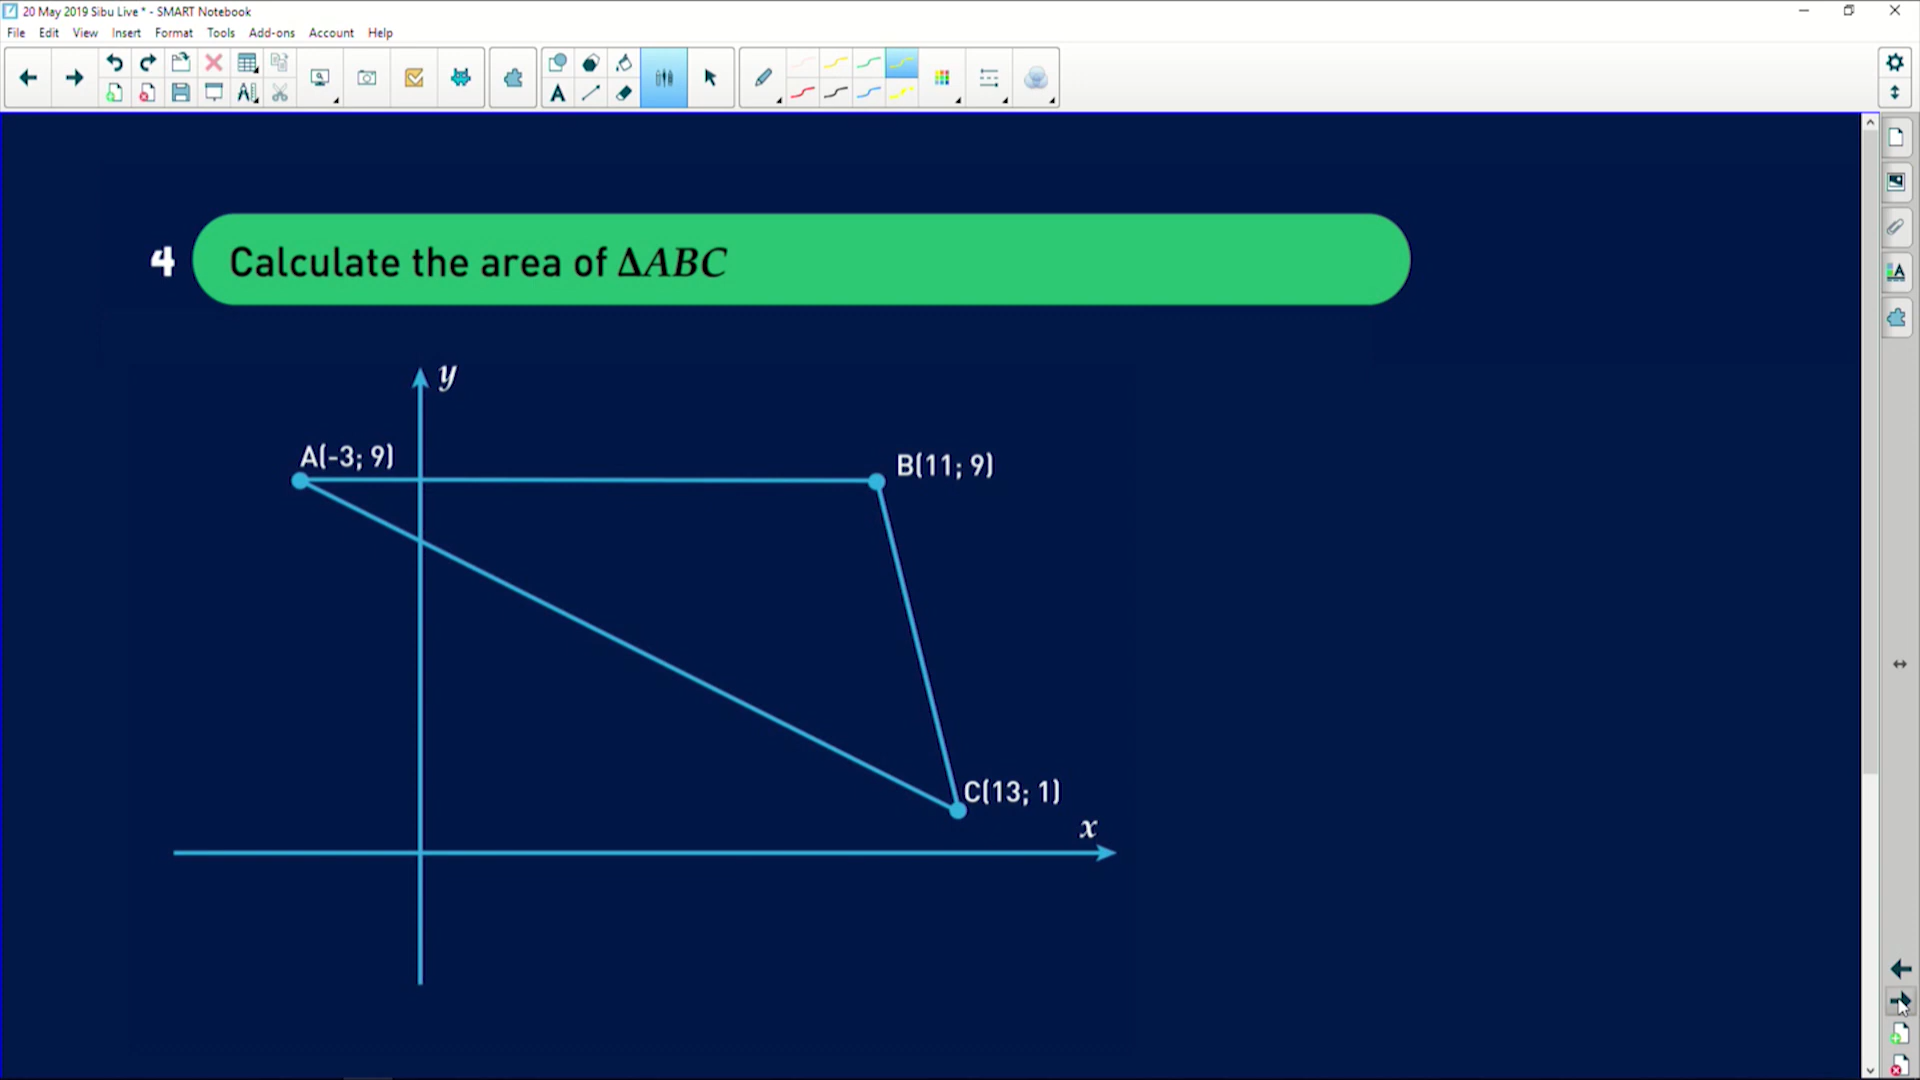 20 May 2019 Sibu Live * - SMART Notebook
File Edit View Insert Format Tools Add-ons Account Help
4 Calculate the area of ΔABC
y
A(-3; 9)
B(11; 9)
C(13; 1)
x